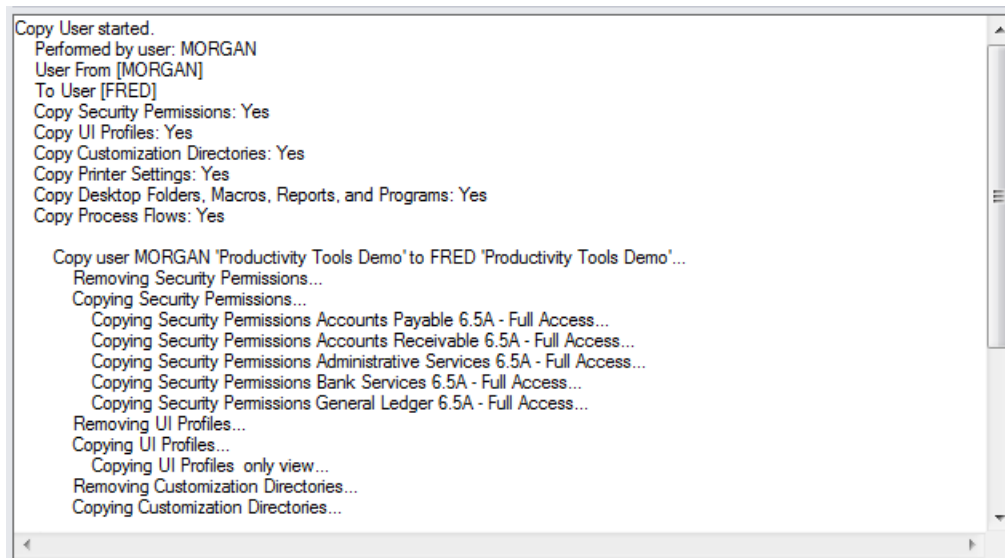 Copy User started.
Performed by user: MORGAN
User From [MORGAN]
To User [FRED]
Copy Security Permissions: Yes
Copy UI Profiles: Yes
Copy Customization Directories: Yes
Copy Printer Settings: Yes
Copy Desktop Folders, Macros, Reports, and Programs: Yes
Copy Process Flows: Yes
Copy user MORGAN "Productivity Tools Demo" to FRED "Productivity Tools Demo"...
Removing Security Permissions...
Copying Security Permissions...
Copying Security Permissions Accounts Payable 6.5A - Full Access...
Copying Security Permissions Accounts Receivable 6.5A - Full Access...
Copying Security Permissions Administrative Services 6.5A - Full Access...
Copying Security Permissions Bank Services 6.5A - Full Access...
Copying Security Permissions General Ledger 6.5A - Full Access...
Removing UI Profiles...
Copying UI Profiles...
Copying UI Profiles  only view...
Removing Customization Directories...
Copying Customization Directories...